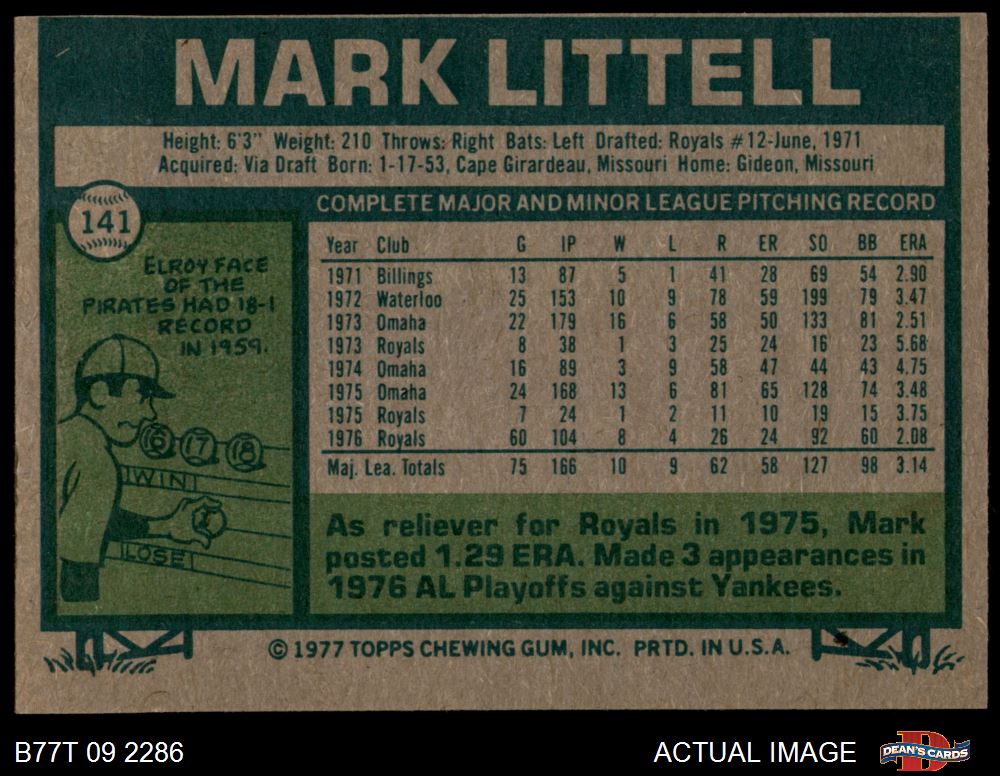 MARK LITTELL
Height: 6'3" Weight: 210 Throws: Right Bats: Left Drafted: Royals #12-June, 1971
Acquired: Via Draft Born: 1-17-53, Cape Girardeau, Missouri Home: Gideon, Missouri
141
ELROY FACE
OF THE
PIRATES HAD 18-1
RECORD
IN 1959.
16 17 18
WIN
1
LOSE
COMPLETE MAJOR AND MINOR LEAGUE PITCHING RECORD
Year Club G IP W L R ER SO BB ERA
1971 Billings 13 87 5 1 41 28 69 54 2.90
1972 Waterloo 25 153 10 9 78 59 199 79 3.47
1973 Omaha 22 179 16 6 58 50 133 81 2.51
1973 Royals 8 38 1 3 25 24 16 23 5.68
1974 Omaha 16 89 3 9 58 47 44 43 4.75
1975 Omaha 24 168 13 6 81 65 128 74 3.48
1975 Royals 7 24 1 2 11 10 19 15 3.75
1976 Royals 60 104 8 4 26 24 92 60 2.08
Maj. Lea. Totals 75 166 10 9 62 58 127 98 3.14
As reliever for Royals in 1975, Mark
posted 1.29 ERA. Made 3 appearances in
1976 AL Playoffs against Yankees.
© 1977 TOPPS CHEWING GUM, INC. PRTD. IN U.S.A.
B77T 09 2286
ACTUAL IMAGE
D
DEAN'S CARDS